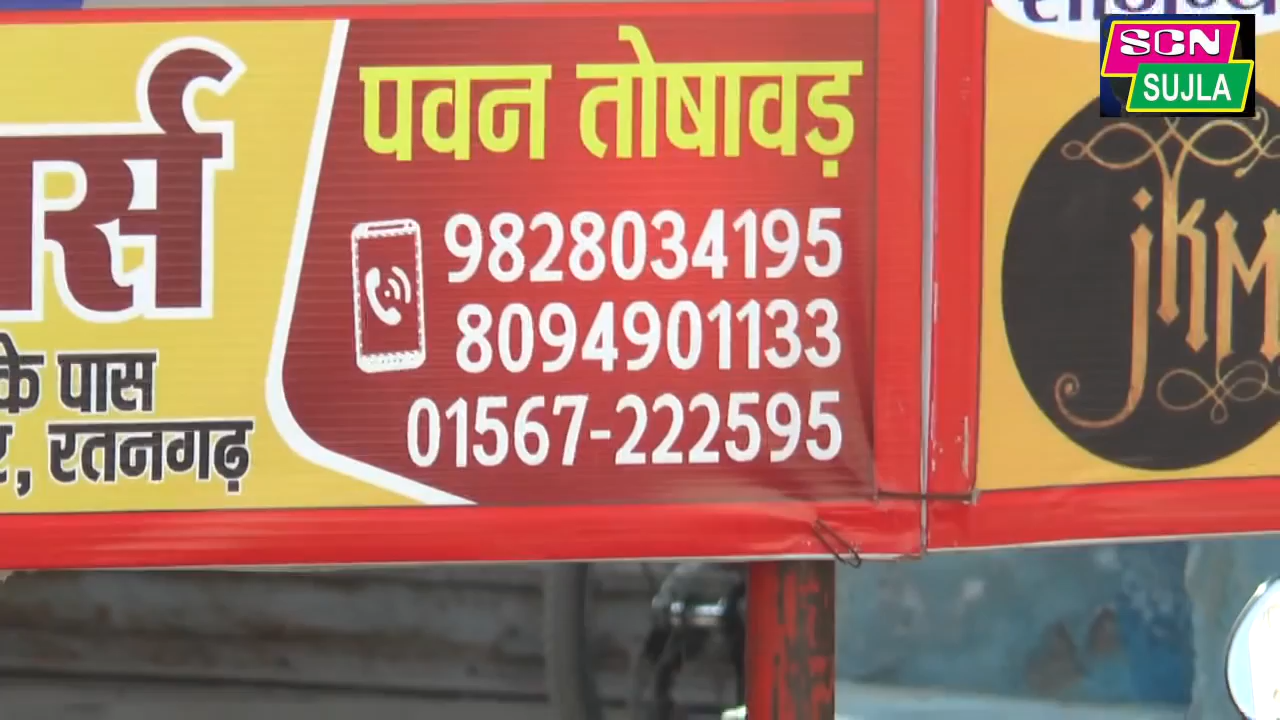 पवन तोषावड़
9828034195
8094901133
01567-222595
र्स
के पास
, रतनगढ़
jkm
SCN
SUJLA